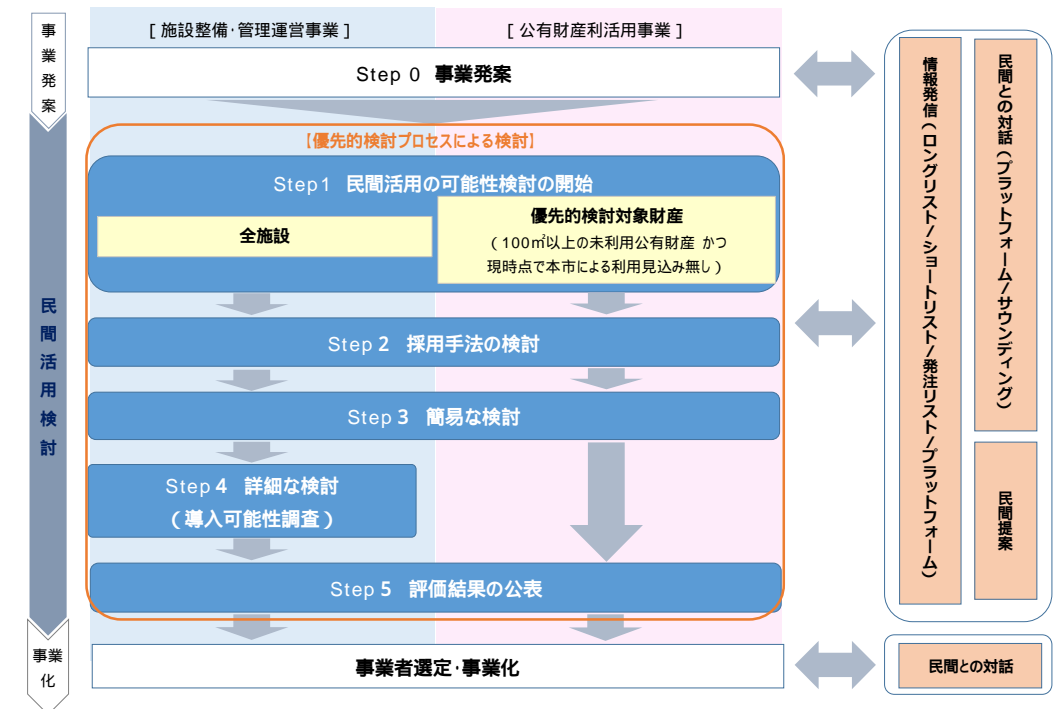 事業発案
民間活用検討
事業
化
[ 施設整備･管理運営事業 ]
[ 公有財産利活用事業 ]
Step 0 事業発案
【優先的検討プロセスによる検討】
Step1 民間活用の可能性検討の開始
全施設
優先的検討対象財産
（100㎡以上の未利用公有財産 かつ
現時点で本市による利用見込み無し）
Step 2 採用手法の検討
Step 3 簡易な検討
Step 4 詳細な検討
（導入可能性調査）
Step 5 評価結果の公表
事業者選定･事業化
情報発信（ロングリスト/ショートリスト/発注リスト/プラットフォーム）
民間との対話（プラットフォーム/サウンディング）
民間提案
民間との対話